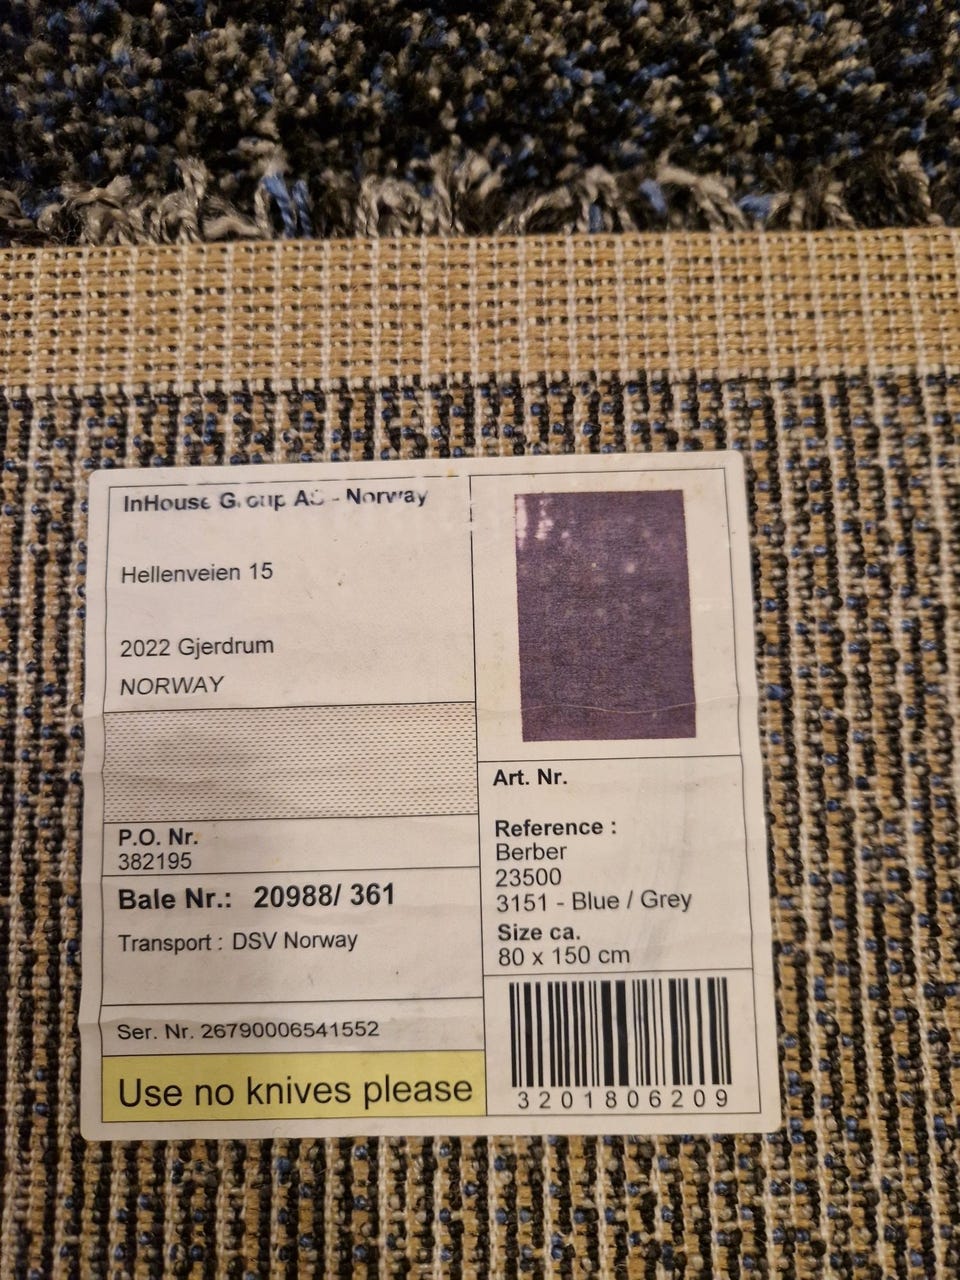 InHouse Group AS - Norway
Hellenveien 15
2022 Gjerdrum
NORWAY
P.O. Nr.
382195
Bale Nr.: 20988/ 361
Transport : DSV Norway
Ser. Nr. 26790006541552
Use no knives please
Art. Nr.
Reference :
Berber
23500
3151 - Blue / Grey
Size ca.
80 x 150 cm
3201806209